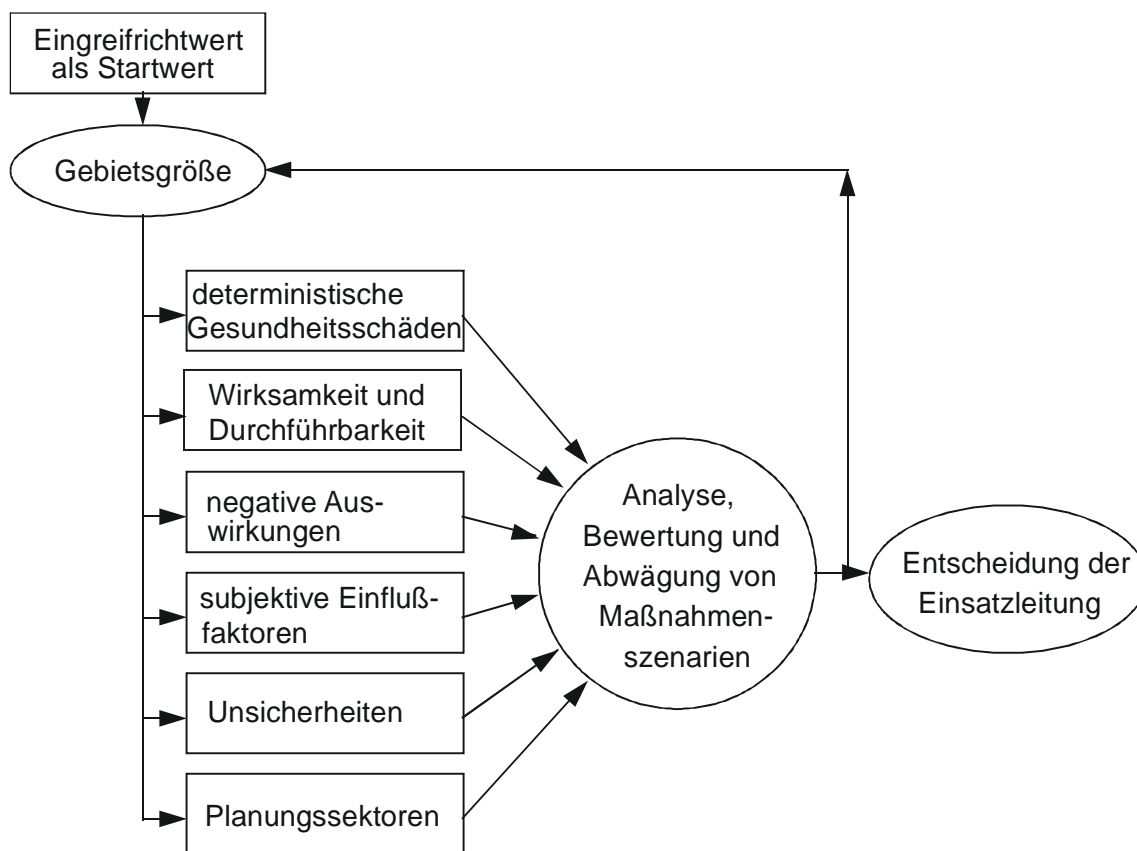 Eingreifrichtwert
als Startwert
Gebietsgröße
deterministische
Gesundheitsschäden
Wirksamkeit und
Durchführbarkeit
negative Aus-
wirkungen
subjektive Einfluß-
faktoren
Unsicherheiten
Planungssektoren
Analyse,
Bewertung und
Abwägung von
Maßnahmen-
szenarien
Entscheidung der
Einsatzleitung